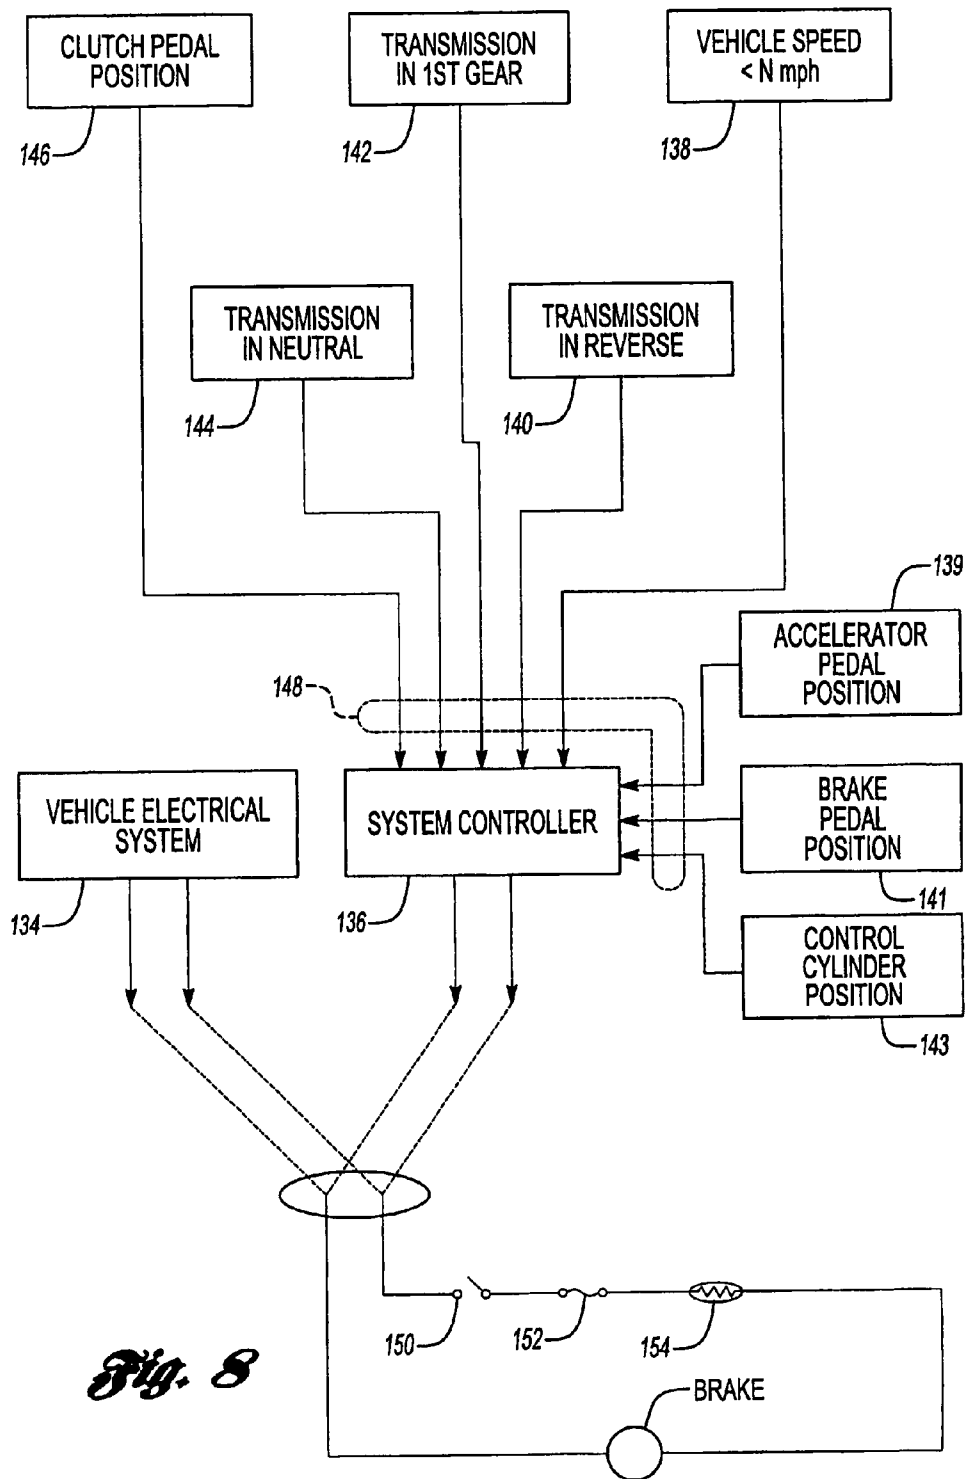 CLUTCH PEDAL
POSITION
146
TRANSMISSION
IN 1ST GEAR
142
VEHICLE SPEED
< N mph
138
TRANSMISSION
IN NEUTRAL
144
TRANSMISSION
IN REVERSE
140
139
ACCELERATOR
PEDAL
POSITION
148
VEHICLE ELECTRICAL
SYSTEM
134
SYSTEM CONTROLLER
136
BRAKE
PEDAL
POSITION
141
CONTROL
CYLINDER
POSITION
143
150
152
154
BRAKE
Fig. 8